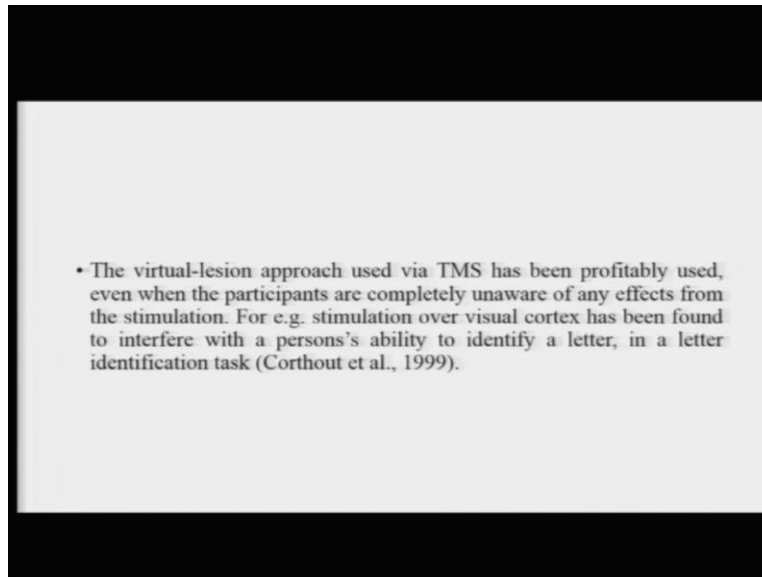 • The virtual-lesion approach used via TMS has been profitably used,
even when the participants are completely unaware of any effects from
the stimulation. For e.g. stimulation over visual cortex has been found
to interfere with a persons's ability to identify a letter, in a letter
identification task (Corthout et al., 1999).